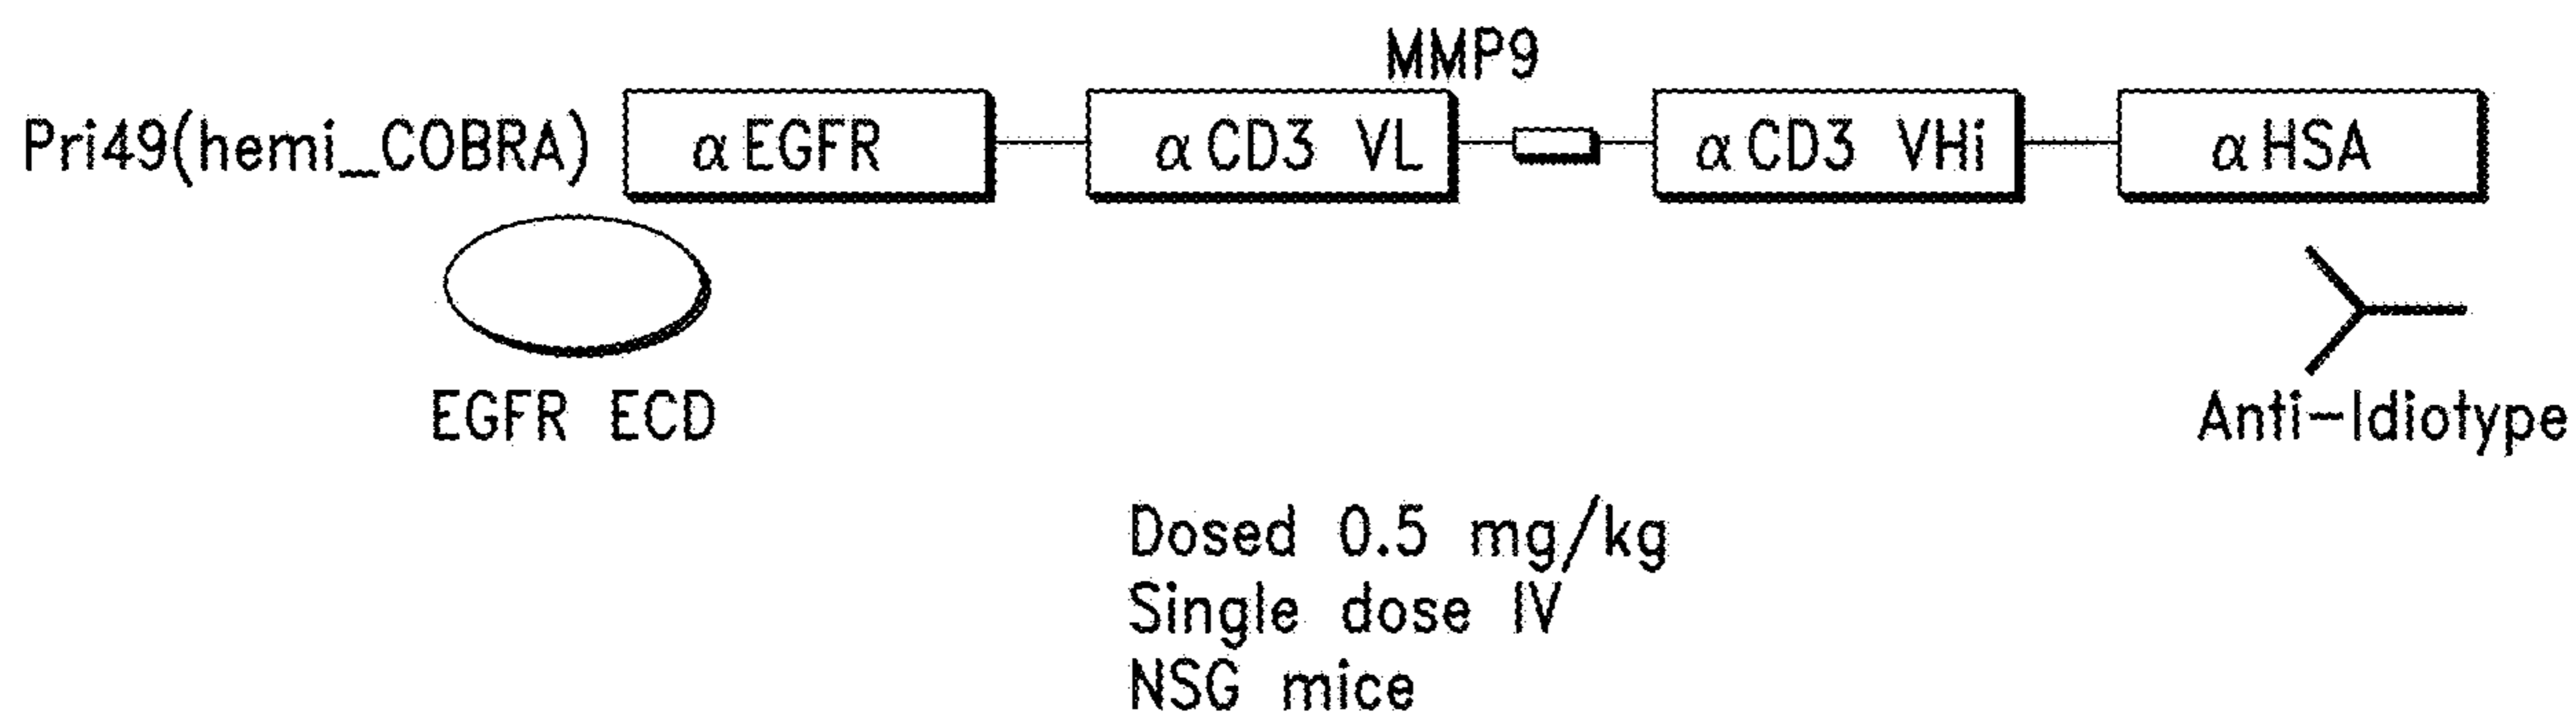 MMP9
Pri49(hemi_COBRA) αEGFR αCD3 VL αCD3 VHi αHSA
EGFR ECD
Anti-Idiotype
Dosed 0.5 mg/kg
Single dose IV
NSG mice